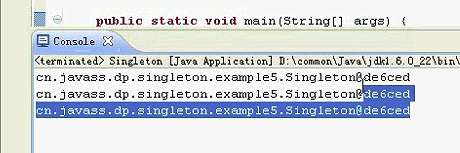 public static void main(String[] args) {
Console
<terminated> Singleton [Java Application] D:\common\Java\jdk1.6.0_22\bin\
cn.javass.dp.singleton.example5.Singleton@de6ced
cn.javass.dp.singleton.example5.Singleton@de6ced
cn.javass.dp.singleton.example5.Singleton@de6ced